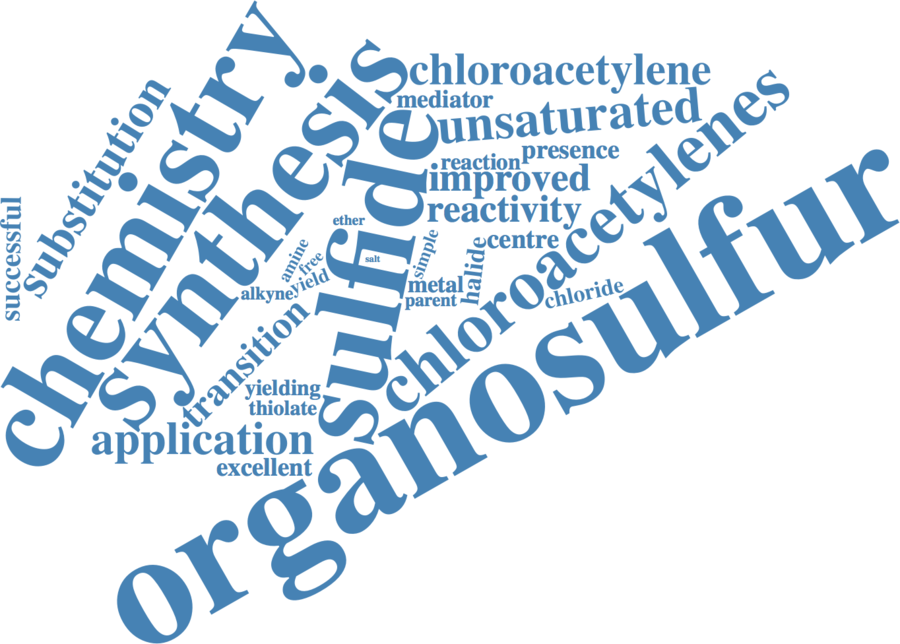 chemistry
synthesis
chloroacetylene
mediator
unsaturated
substitution
sulfide
reaction
presence
improved
chloroacetylenes
reactivity
successful
ether
centre
simple
halide
amine
free
salt
alkyne
yield
metal
parent
chloride
transition
organosulfur
yielding
thiolate
application
excellent